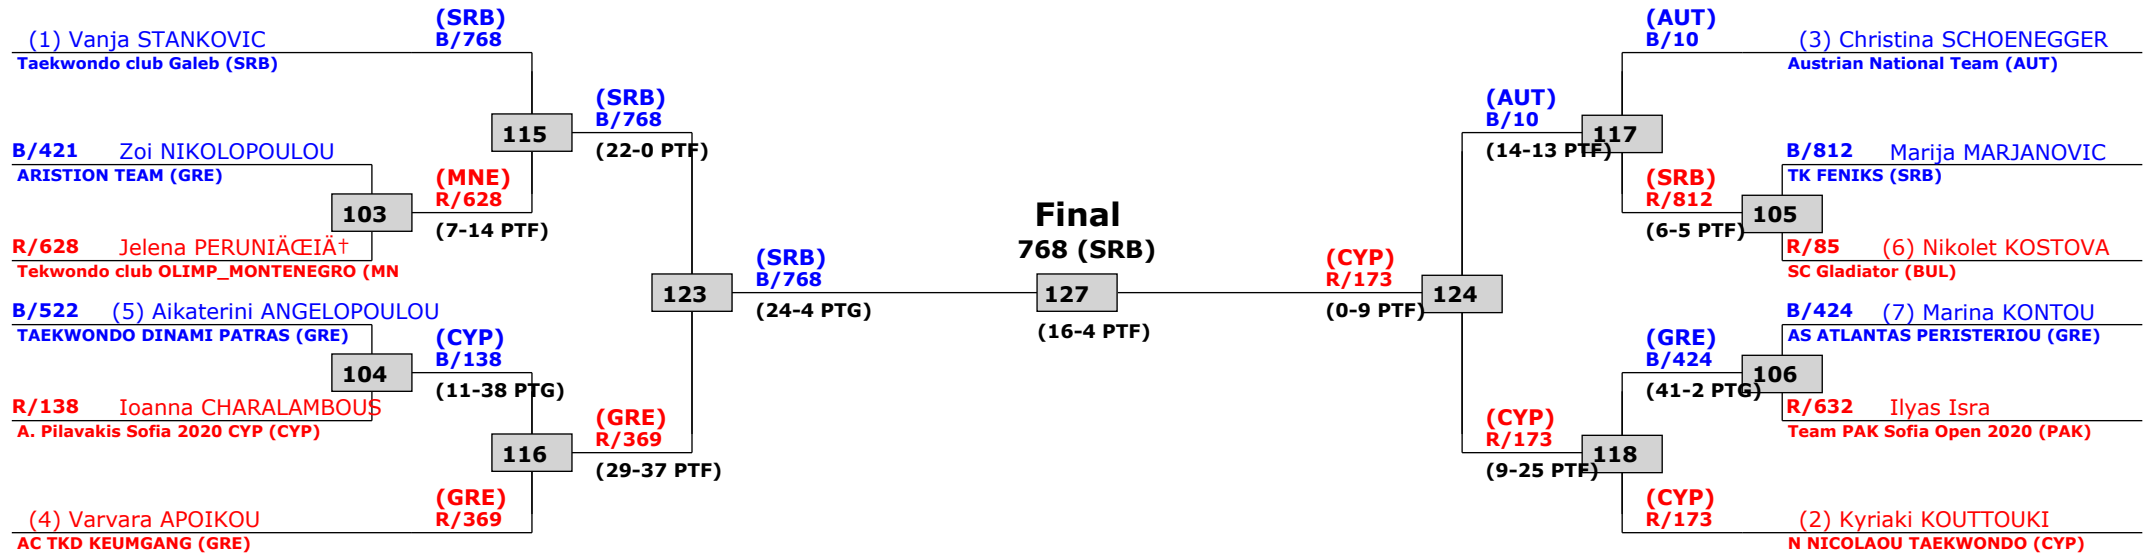 (SRB)
(1) Vanja STANKOVIC
B/768
Taekwondo club Galeb (SRB)
(SRB)
B/768
115
(22-0 PTF)
B/421 Zoi NIKOLOPOULOU
ARISTION TEAM (GRE)
(MNE)
R/628
103
(7-14 PTF)
R/628 Jelena PERUNIÄŒIÄ†
Tekwondo club OLIMP_MONTENEGRO (MN
(SRB)
B/768
123
(24-4 PTG)
B/522 (5) Aikaterini ANGELOPOULOU
TAEKWONDO DINAMI PATRAS (GRE)
(CYP)
B/138
104
(11-38 PTG)
R/138 Ioanna CHARALAMBOUS
A. Pilavakis Sofia 2020 CYP (CYP)
(GRE)
R/369
116
(29-37 PTF)
(GRE)
R/369
(4) Varvara APOIKOU
AC TKD KEUMGANG (GRE)
Final
768 (SRB)
127
(16-4 PTF)
(AUT)
B/10
(3) Christina SCHOENEGGER
Austrian National Team (AUT)
(AUT)
B/10
117
(14-13 PTF)
B/812 Marija MARJANOVIC
TK FENIKS (SRB)
(SRB)
R/812
105
(6-5 PTF)
R/85 (6) Nikolet KOSTOVA
SC Gladiator (BUL)
(CYP)
R/173
124
(0-9 PTF)
B/424 (7) Marina KONTOU
AS ATLANTAS PERISTERIOU (GRE)
(GRE)
B/424
106
(41-2 PTG)
R/632 Ilyas Isra
Team PAK Sofia Open 2020 (PAK)
(CYP)
R/173
118
(9-25 PTF)
(CYP)
R/173
(2) Kyriaki KOUTTOUKI
N NICOLAOU TAEKWONDO (CYP)